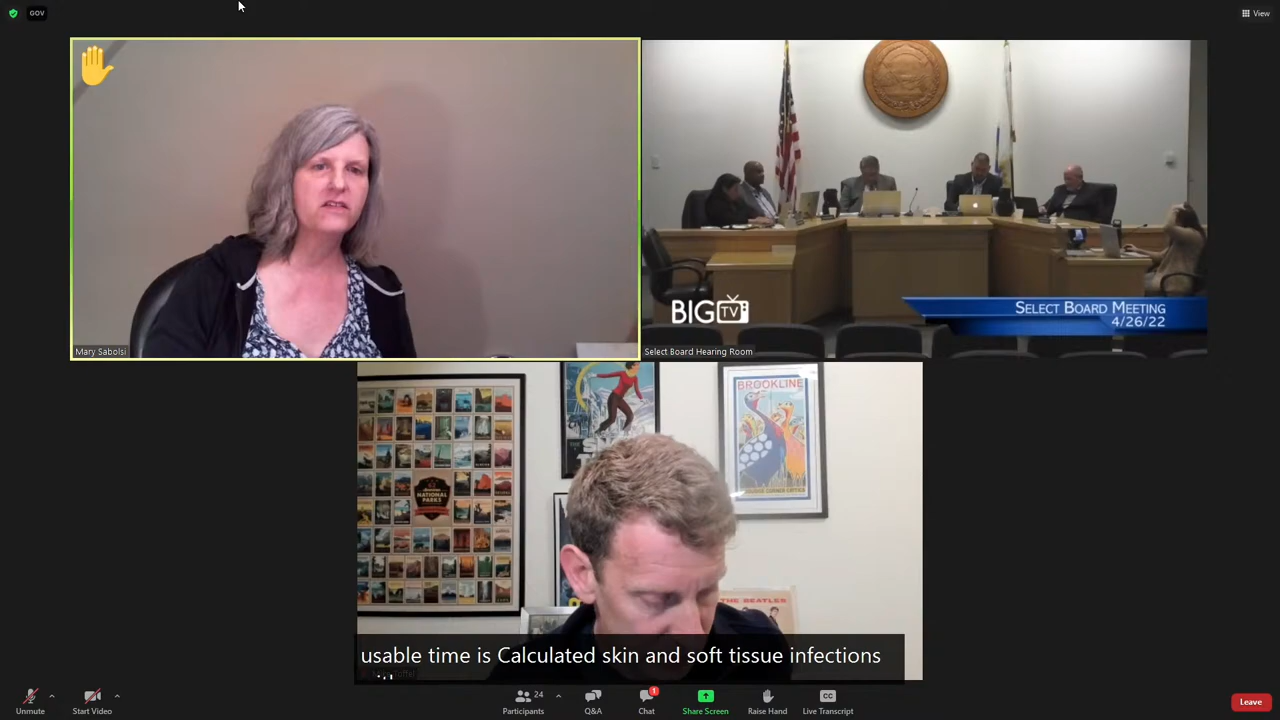 GOV
View
Mary Sabolsi
BIG TV
SELECT BOARD MEETING
4/26/22
Select Board Hearing Room
NATIONAL
PARKS
BROOKLINE
THE BEATLES
usable time is Calculated skin and soft tissue infections
Unmute
Start Video
24
Participants
Q&A
1
Chat
Share Screen
Raise Hand
CC
Live Transcript
Leave